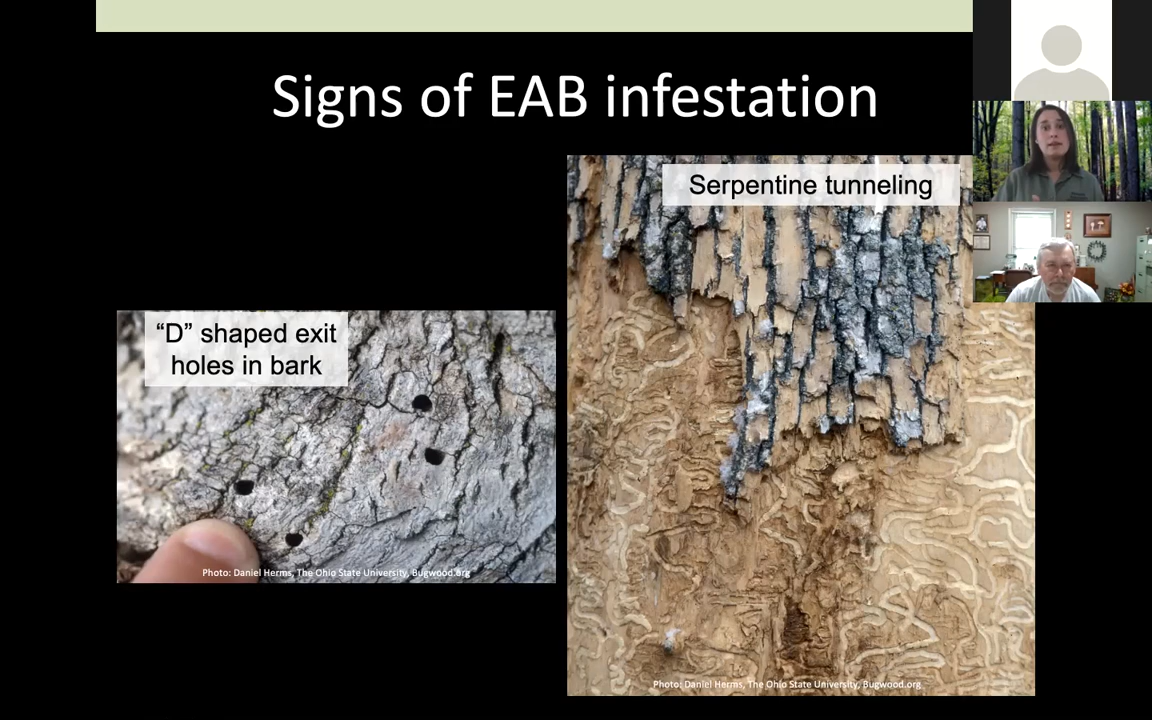 Signs of EAB infestation
Serpentine tunneling
“D” shaped exit
holes in bark
Photo: Daniel Herms, The Ohio State University, Bugwood.org
Photo: Daniel Herms, The Ohio State University, Bugwood.org